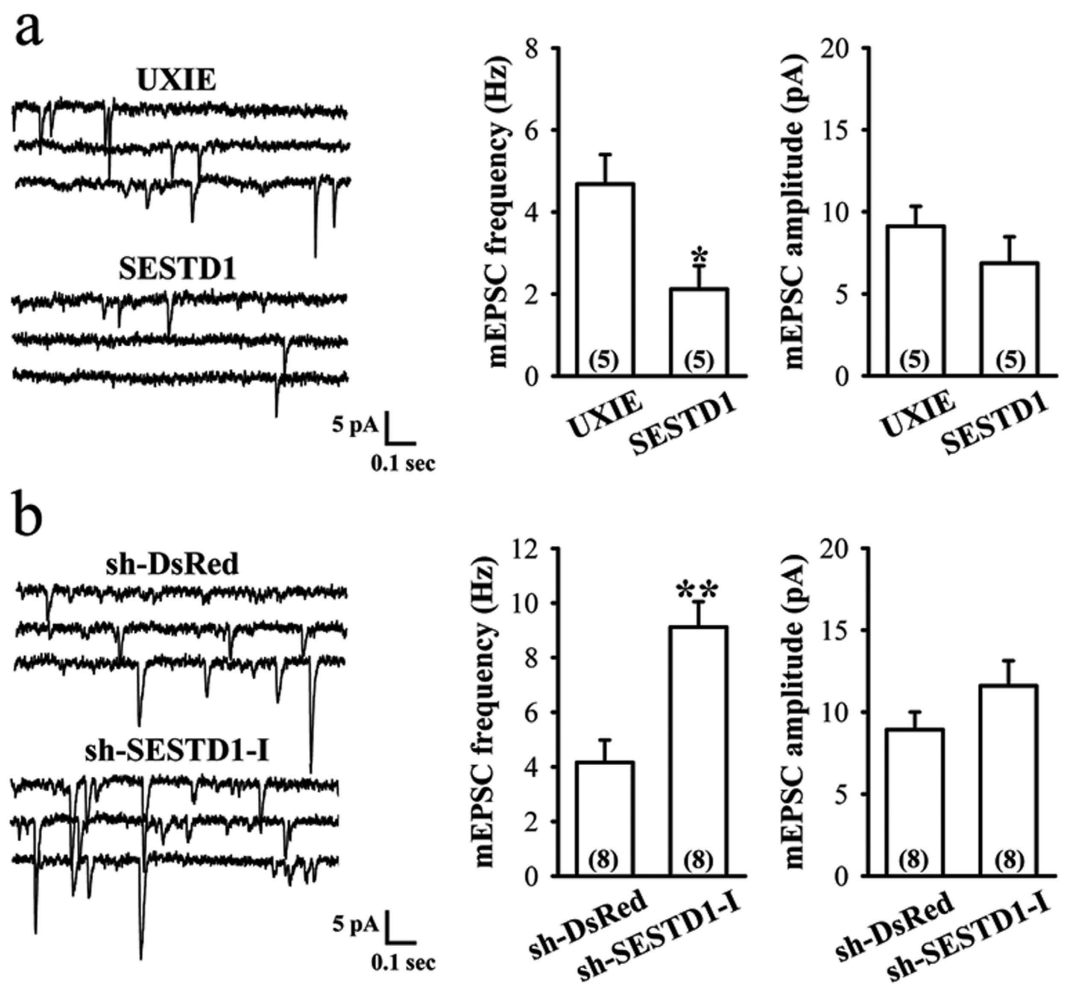 a
UXIE
SESTD1
5 pA
0.1 sec
mEPSC frequency (Hz)
8
6
4
2
0
*
(5)
(5)
UXIE
SESTD1
mEPSC amplitude (pA)
20
15
10
5
0
(5)
(5)
UXIE
SESTD1
b
sh-DsRed
sh-SESTD1-I
5 pA
0.1 sec
mEPSC frequency (Hz)
12
10
8
6
4
2
0
**
(8)
(8)
sh-DsRed
sh-SESTD1-I
mEPSC amplitude (pA)
20
15
10
5
0
(8)
(8)
sh-DsRed
sh-SESTD1-I